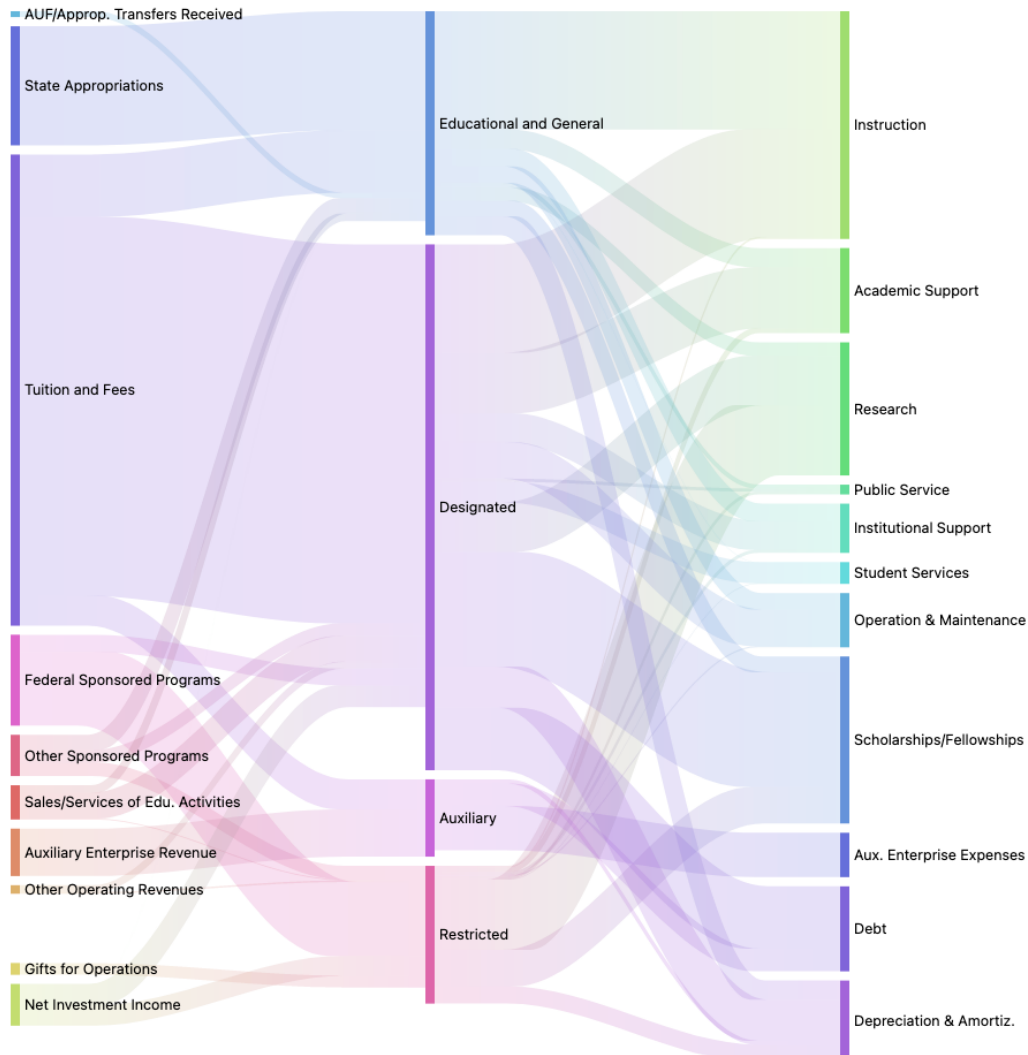 AUF/Approp. Transfers Received
State Appropriations
Tuition and Fees
Federal Sponsored Programs
Other Sponsored Programs
Sales/Services of Edu. Activities
Auxiliary Enterprise Revenue
Other Operating Revenues
Gifts for Operations
Net Investment Income
Educational and General
Designated
Auxiliary
Restricted
Instruction
Academic Support
Research
Public Service
Institutional Support
Student Services
Operation & Maintenance
Scholarships/Fellowships
Aux. Enterprise Expenses
Debt
Depreciation & Amortiz.